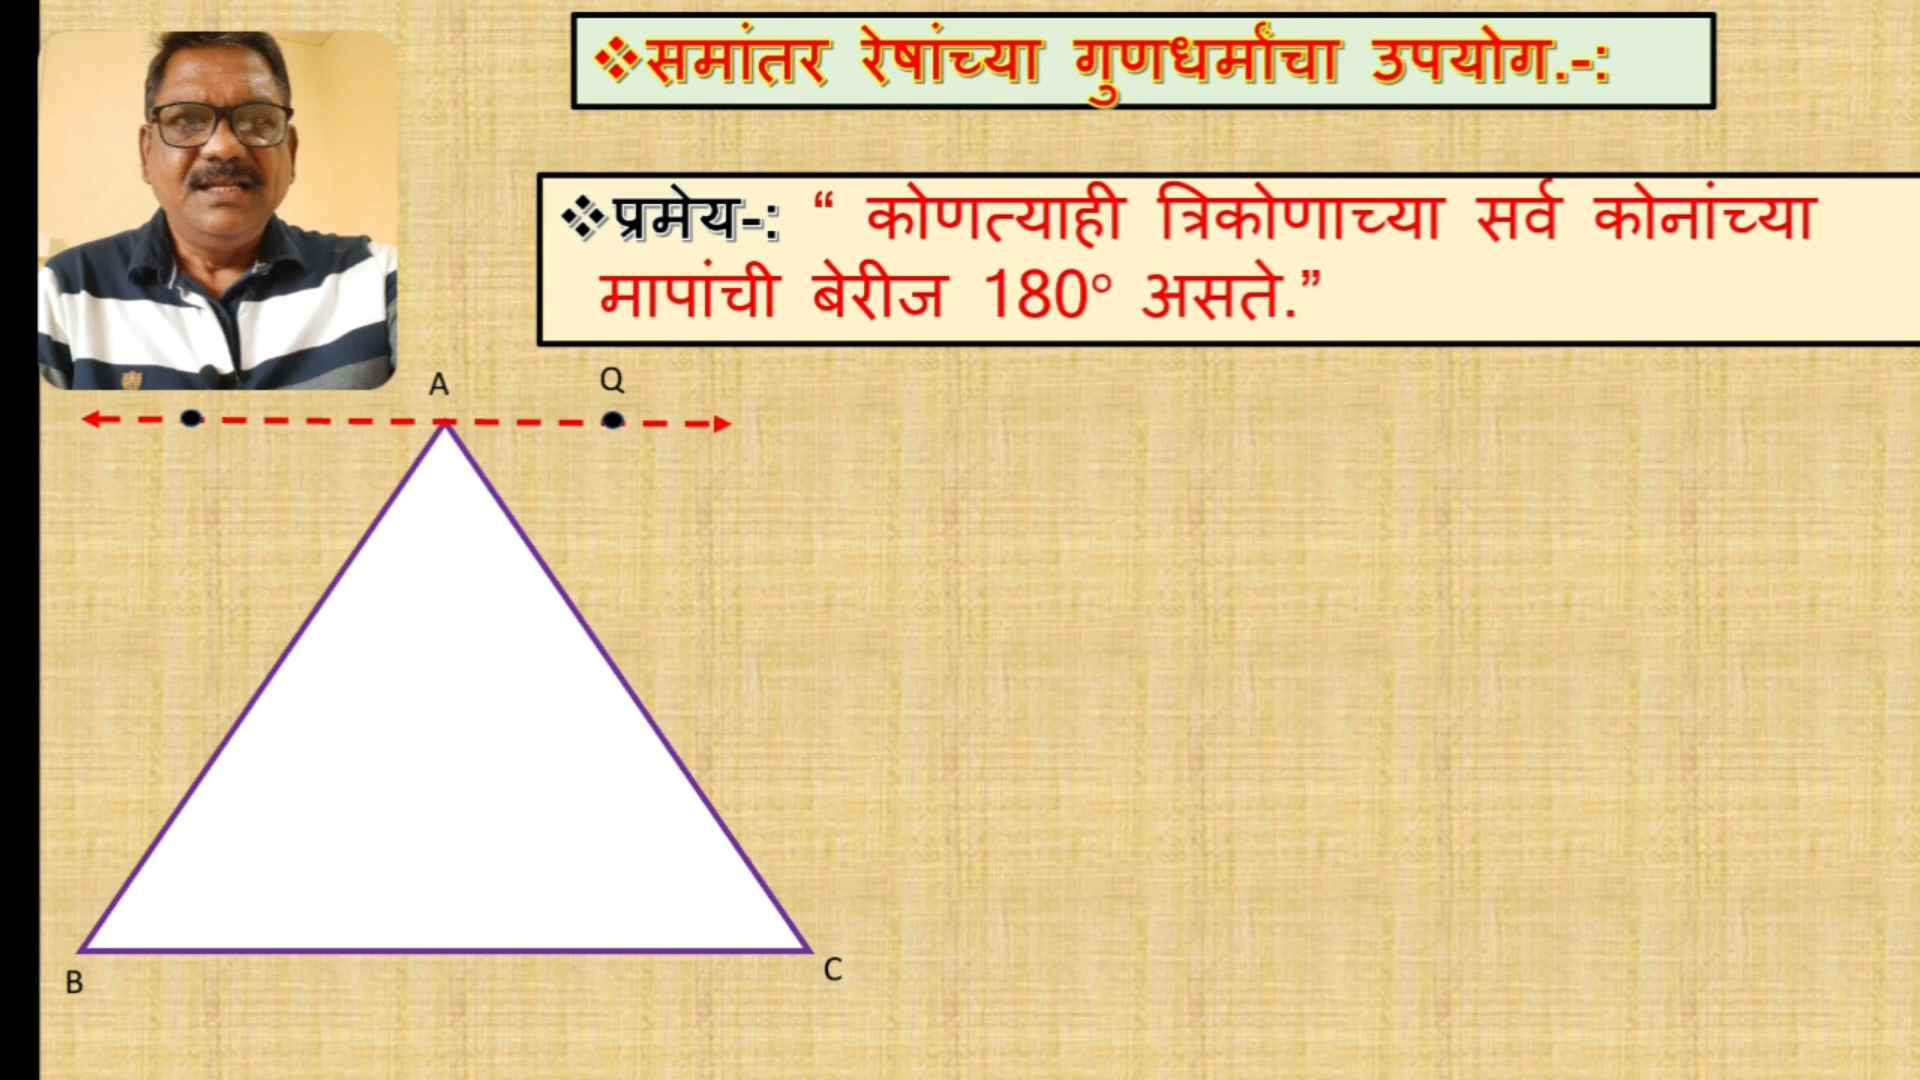 ❖समांतर रेषांच्या गुणधर्मांचा उपयोग.-:
❖प्रमेय-: “ कोणत्याही त्रिकोणाच्या सर्व कोनांच्या
मापांची बेरीज 180° असते.”
A
Q
B
C